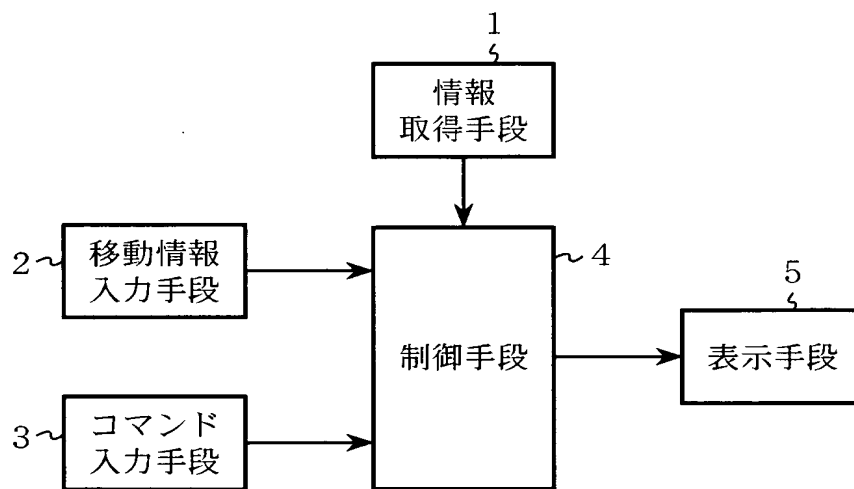 1
情報
取得手段
2
移動情報
入力手段
4
5
制御手段
表示手段
3
コマンド
入力手段